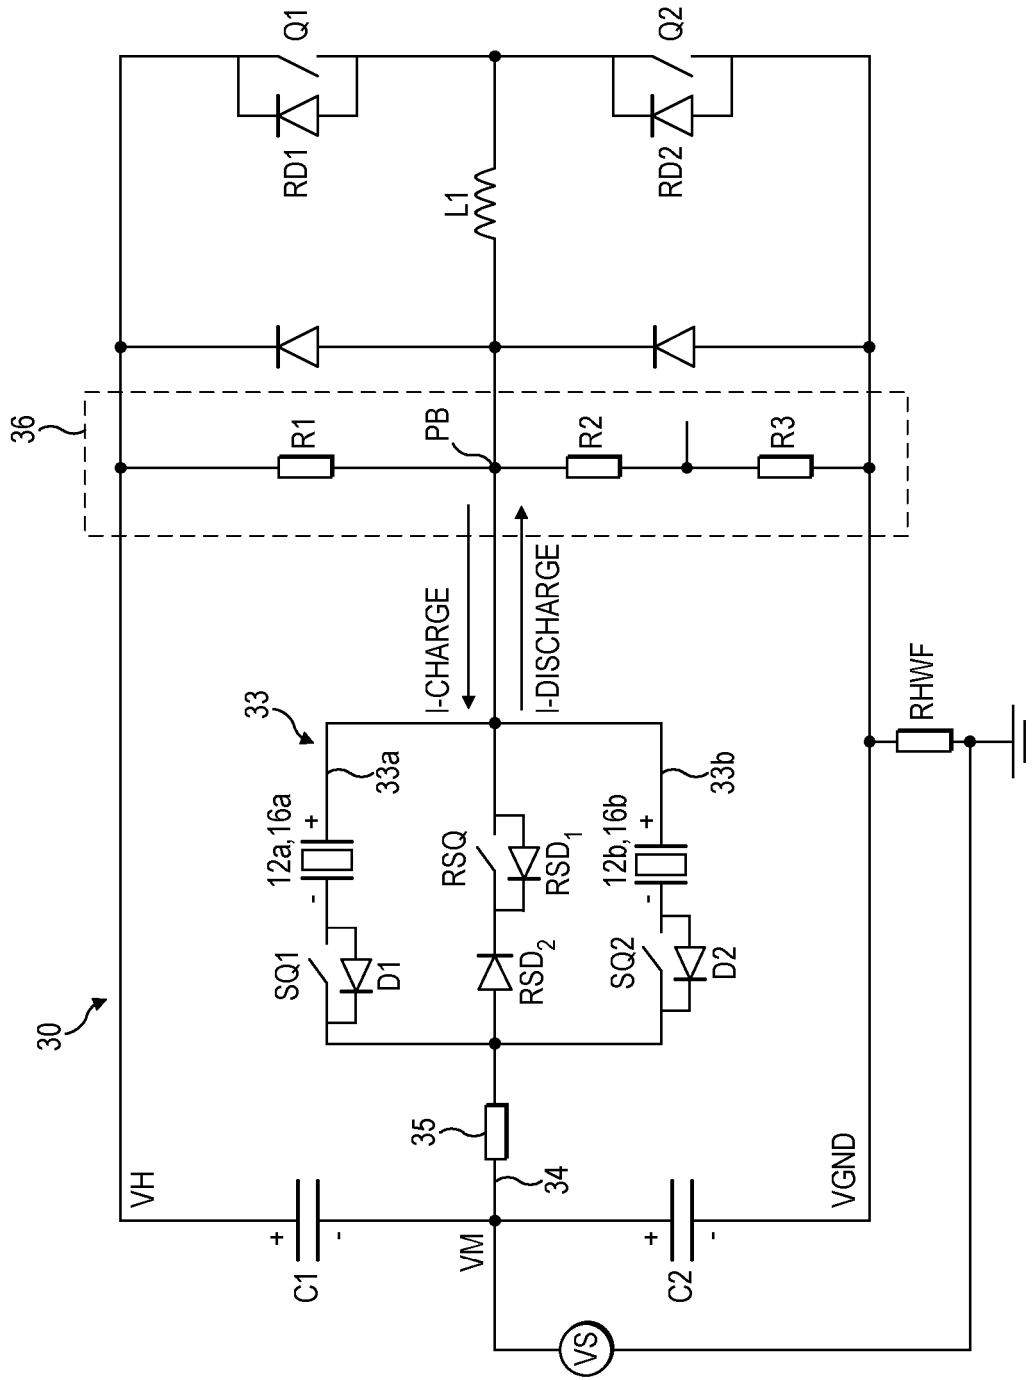 Q1
Q2
RD1
RD2
L1
36
R1
PB
R2
R3
I-CHARGE
I-DISCHARGE
33
33a
33b
RHWF
12a,16a
+
-
RSQ
RSD1
12b,16b
+
-
SQ1
D1
RSD2
SQ2
D2
30
35
34
VH
VM
VGND
+
-
C1
+
-
C2
VS